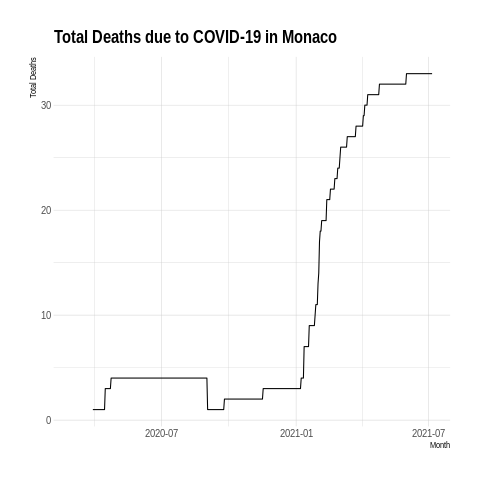 Total Deaths due to COVID-19 in Monaco
Total Deaths
30
20
10
0
2020-07
2021-01
2021-07
Month